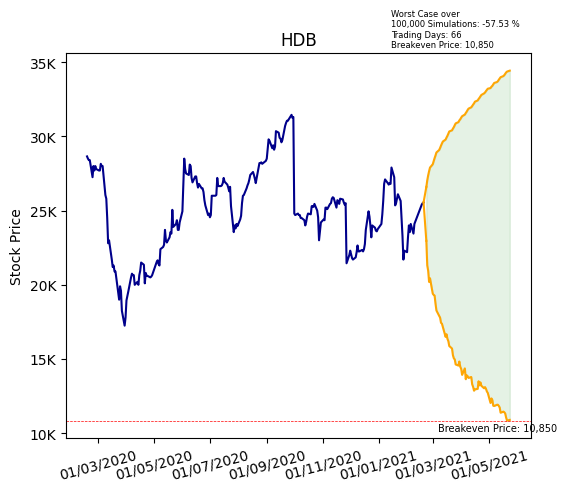 Worst Case over
100,000 Simulations: -57.53 %
Trading Days: 66
Breakeven Price: 10,850
HDB
35K
30K
25K
20K
15K
10K
Stock Price
Breakeven Price: 10,850
01/03/2020
01/05/2020
01/07/2020
01/09/2020
01/11/2020
01/01/2021
01/03/2021
01/05/2021